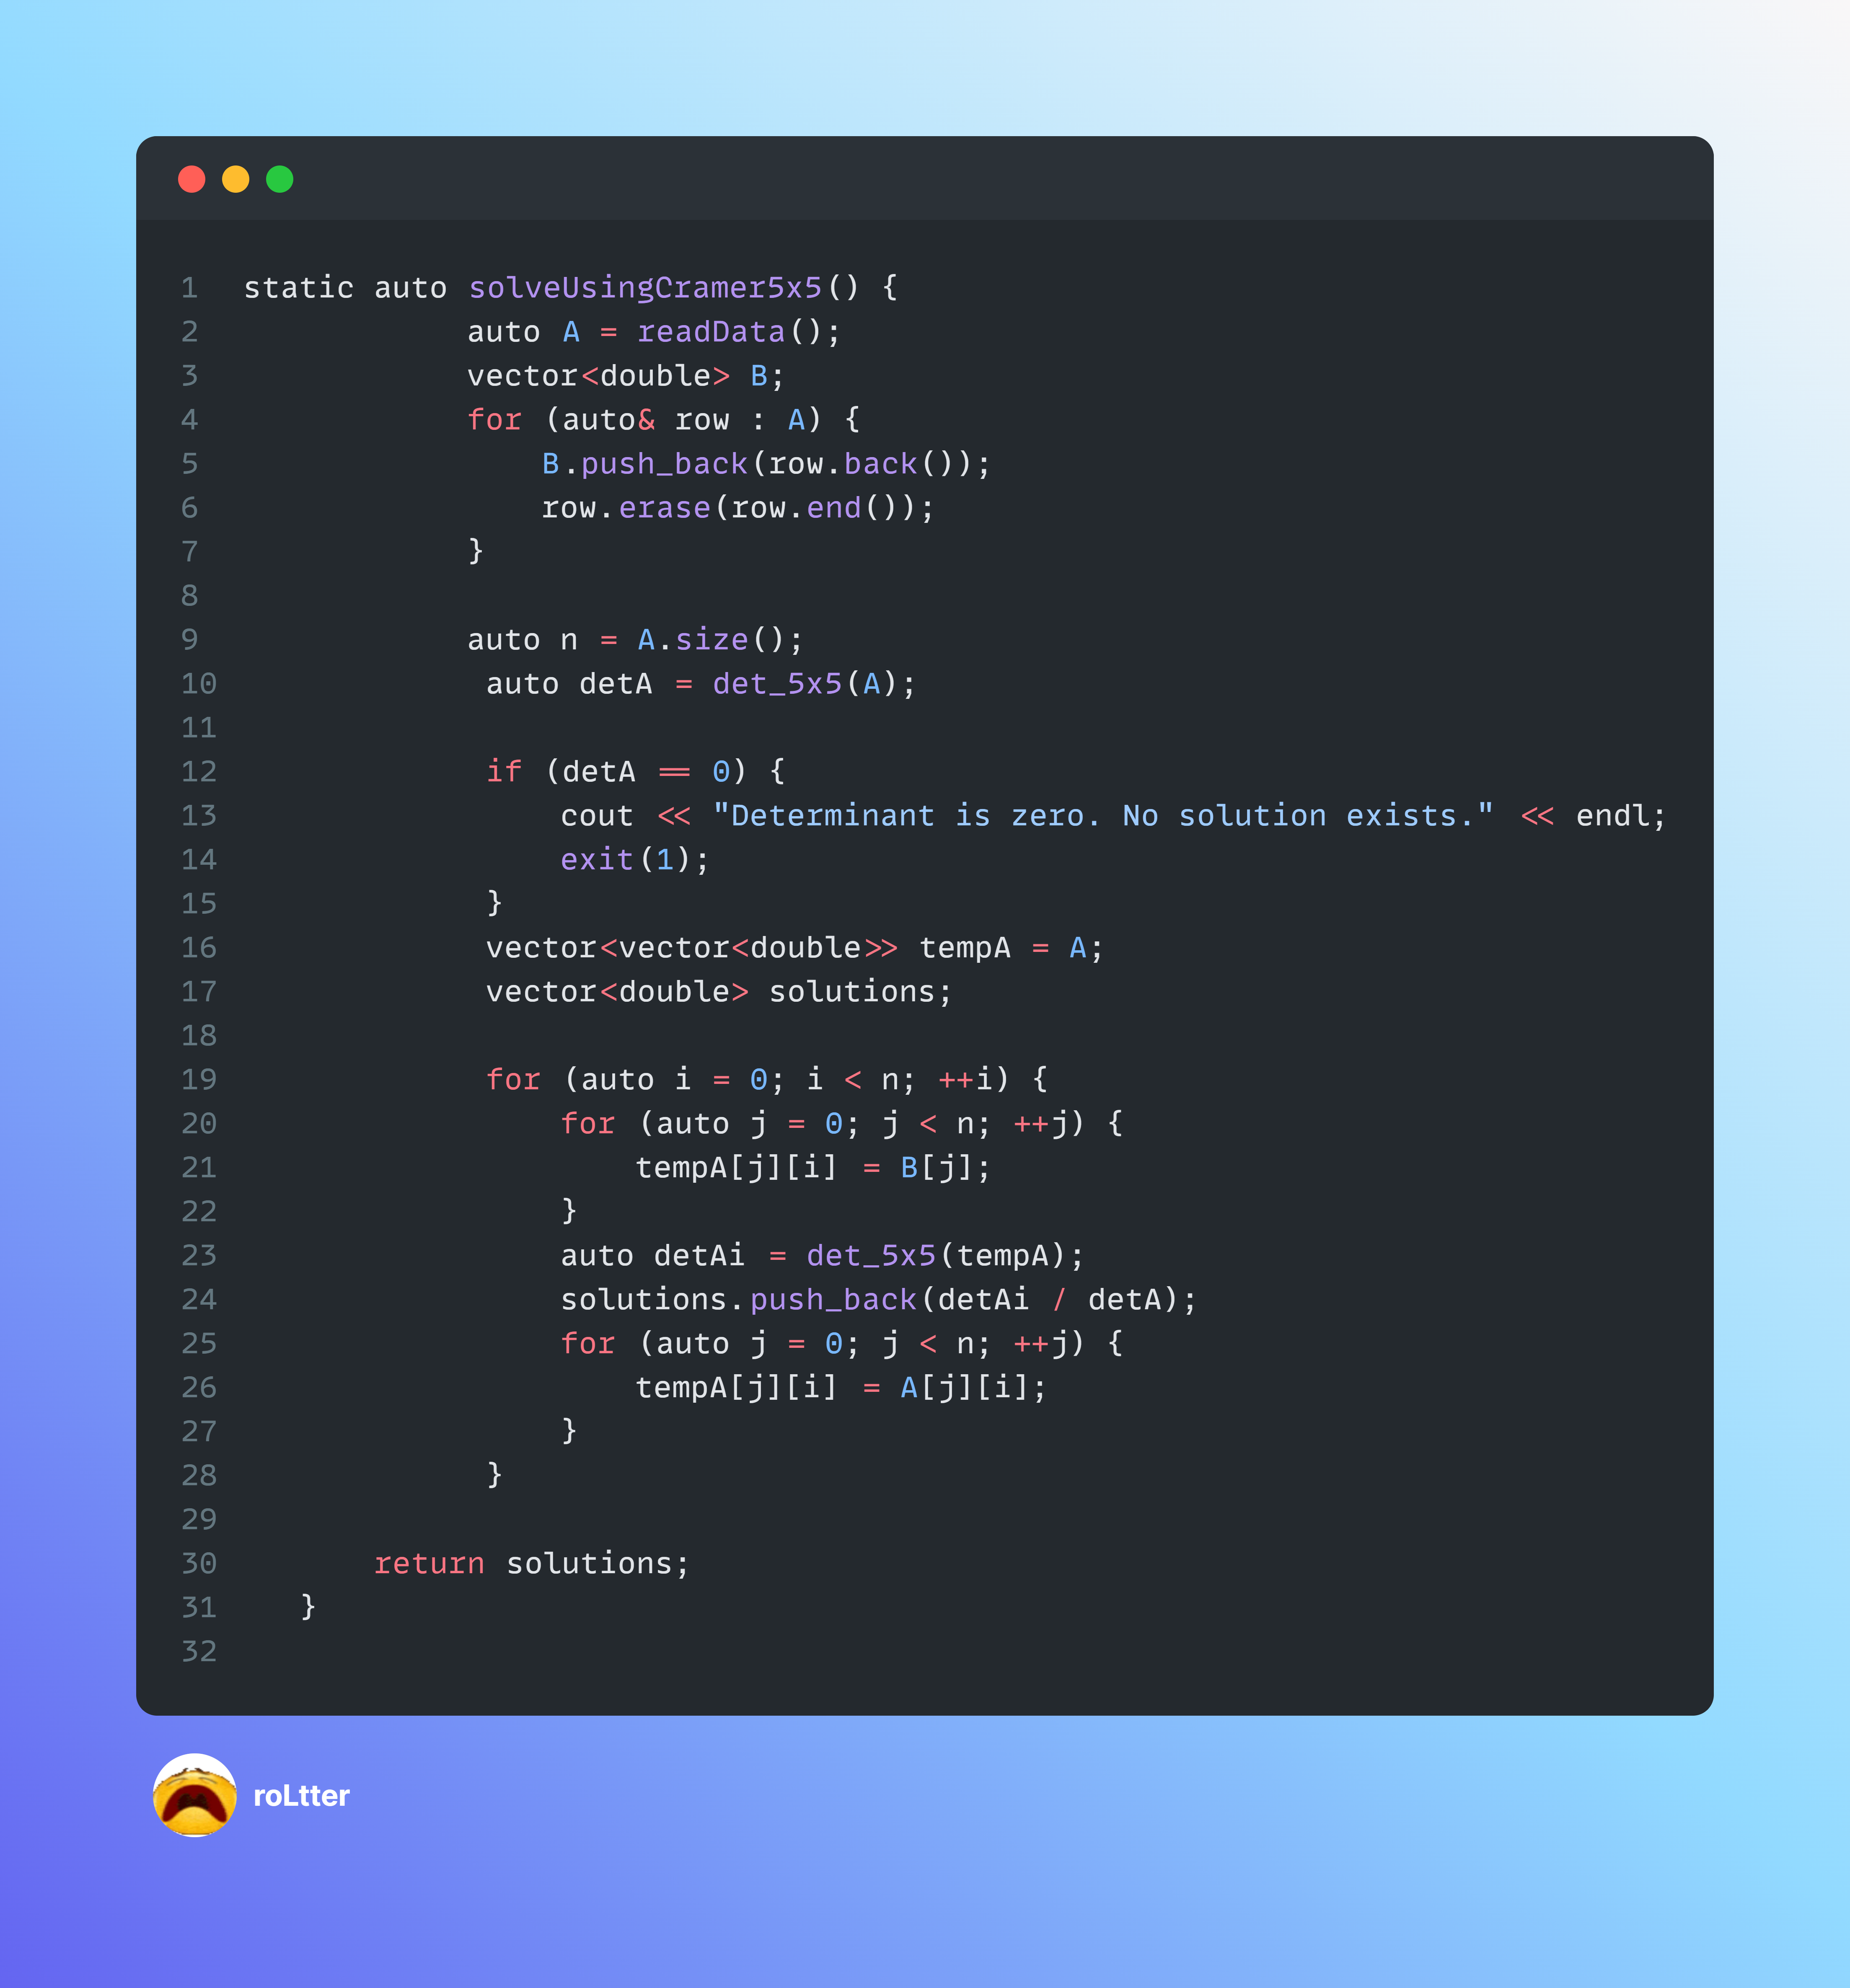 1 static auto solveUsingCramer5x5() {
2             auto A = readData();
3             vector<double> B;
4             for (auto& row : A) {
5                 B.push_back(row.back());
6                 row.erase(row.end());
7             }
8
9             auto n = A.size();
10             auto detA = det_5x5(A);
11
12             if (detA == 0) {
13                 cout << "Determinant is zero. No solution exists." << endl;
14                 exit(1);
15             }
16             vector<vector<double>> tempA = A;
17             vector<double> solutions;
18
19             for (auto i = 0; i < n; ++i) {
20                 for (auto j = 0; j < n; ++j) {
21                     tempA[j][i] = B[j];
22                 }
23                 auto detAi = det_5x5(tempA);
24                 solutions.push_back(detAi / detA);
25                 for (auto j = 0; j < n; ++j) {
26                     tempA[j][i] = A[j][i];
27                 }
28             }
29
30       return solutions;
31   }
32
roLtter